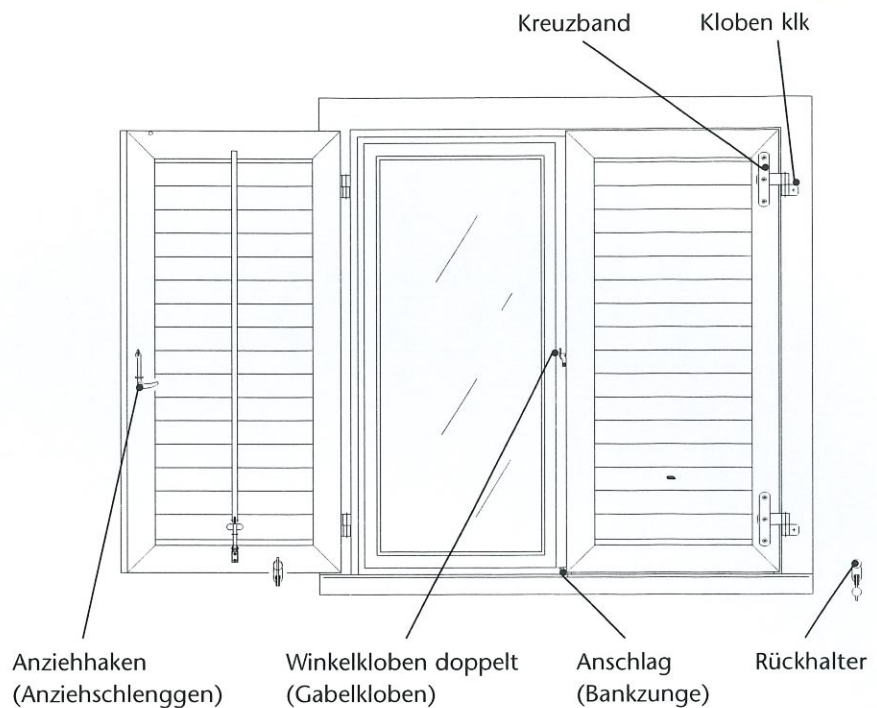 Kreuzband
Kloben klk
Anziehhaken
(Anziehschlenggen)
Winkelkloben doppelt
(Gabelkloben)
Anschlag
(Bankzunge)
Rückhalter